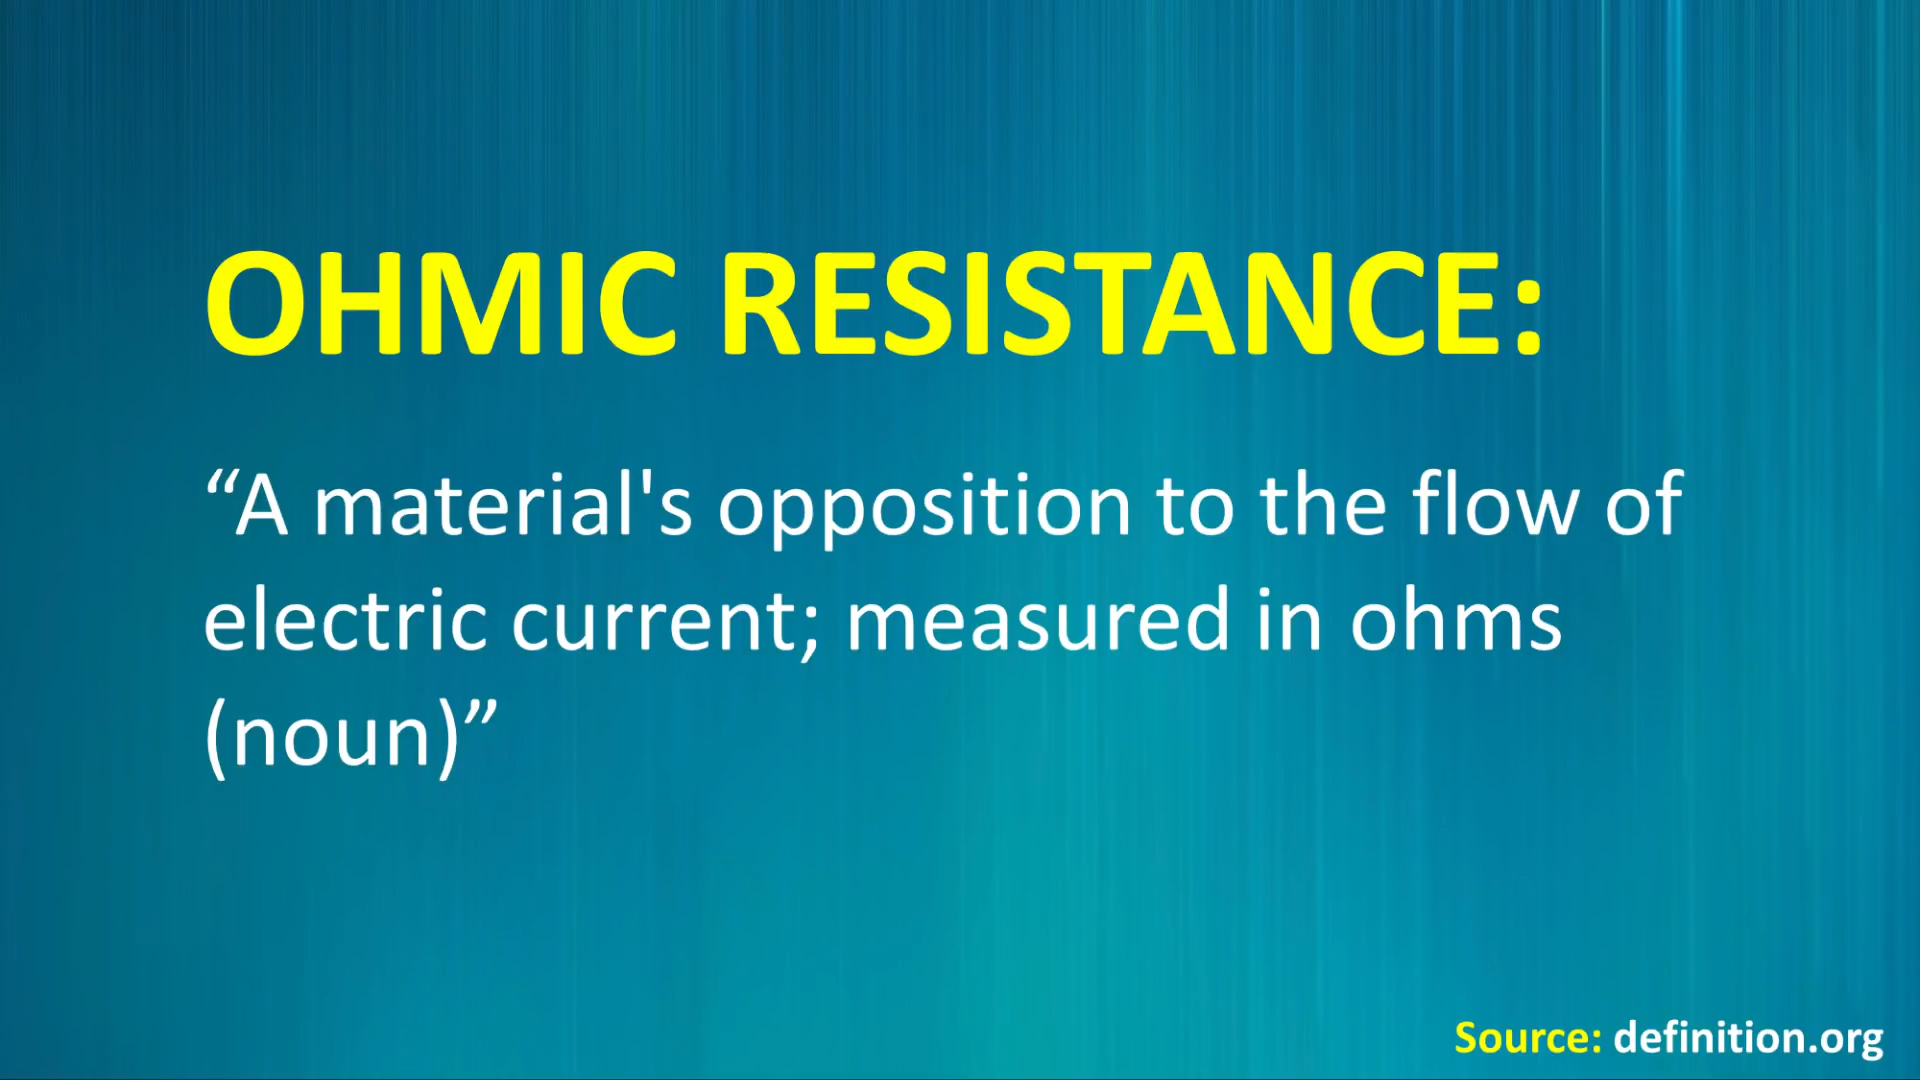 OHMIC RESISTANCE:
“A material's opposition to the flow of
electric current; measured in ohms
(noun)”
Source: definition.org